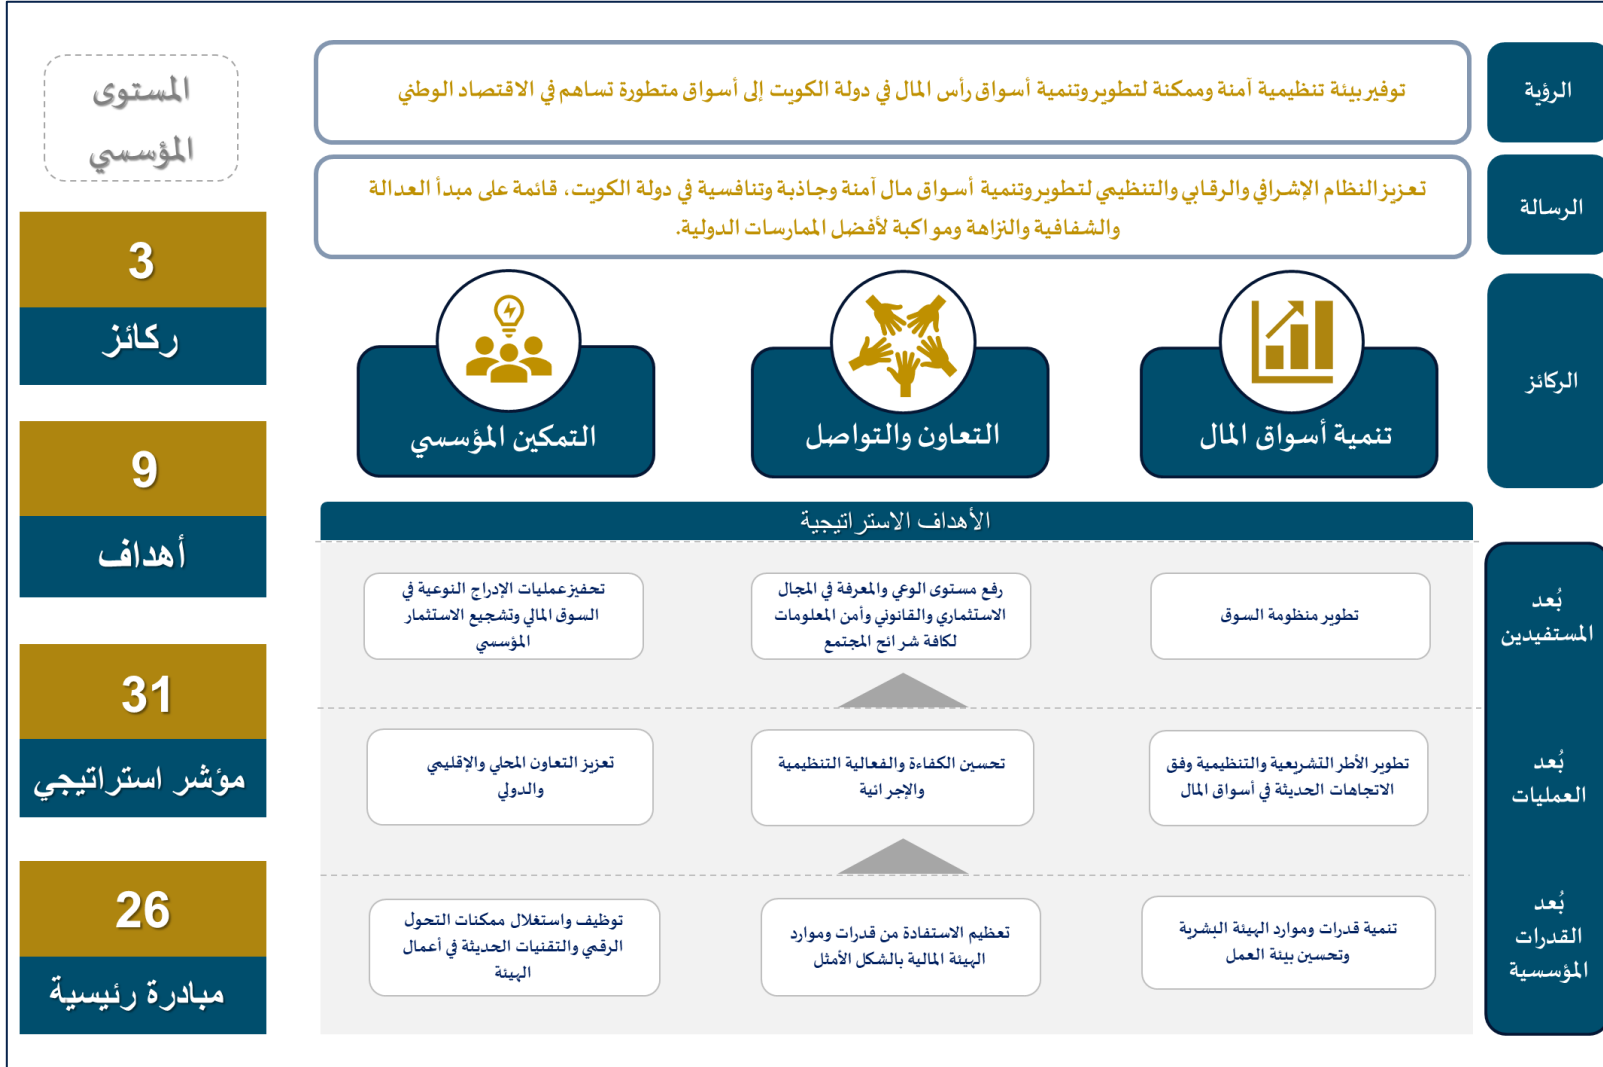 الرؤية
توفير بيئة تنظيمية آمنة وممكنة لتطوير وتنمية أسواق رأس المال في دولة الكويت إلى أسواق متطورة تساهم في الاقتصاد الوطني
الرسالة
تعزيز النظام الإشرافي والرقابي والتنظيمي لتطوير وتنمية أسواق مال آمنة وجاذبة وتنافسية في دولة الكويت، قائمة على مبدأ العدالة
والشفافية والنزاهة ومواكبة لأفضل الممارسات الدولية.
الركائز
تنمية أسواق المال
التعاون والتواصل
التمكين المؤسسي
الأهداف الاستراتيجية
بُعد
المستفيدين
تطوير منظومة السوق
رفع مستوى الوعي والمعرفة في المجال
الاستثماري والقانوني وأمن المعلومات
لكافة شرائح المجتمع
تحفيز عمليات الإدراج النوعية في
السوق المالي وتشجيع الاستثمار
المؤسسي
بُعد
العمليات
تطوير الأطر التشريعية والتنظيمية وفق
الاتجاهات الحديثة في أسواق المال
تحسين الكفاءة والفعالية التنظيمية
والإجرائية
تعزيز التعاون المحلي والإقليمي
والدولي
بُعد
القدرات
المؤسسية
تنمية قدرات وموارد الهيئة البشرية
وتحسين بيئة العمل
تعظيم الاستفادة من قدرات وموارد
الهيئة المالية بالشكل الأمثل
توظيف واستغلال ممكنات التحول
الرقمي والتقنيات الحديثة في أعمال
الهيئة
المستوى
المؤسسي
3
ركائز
9
أهداف
31
مؤشر استراتيجي
26
مبادرة رئيسية